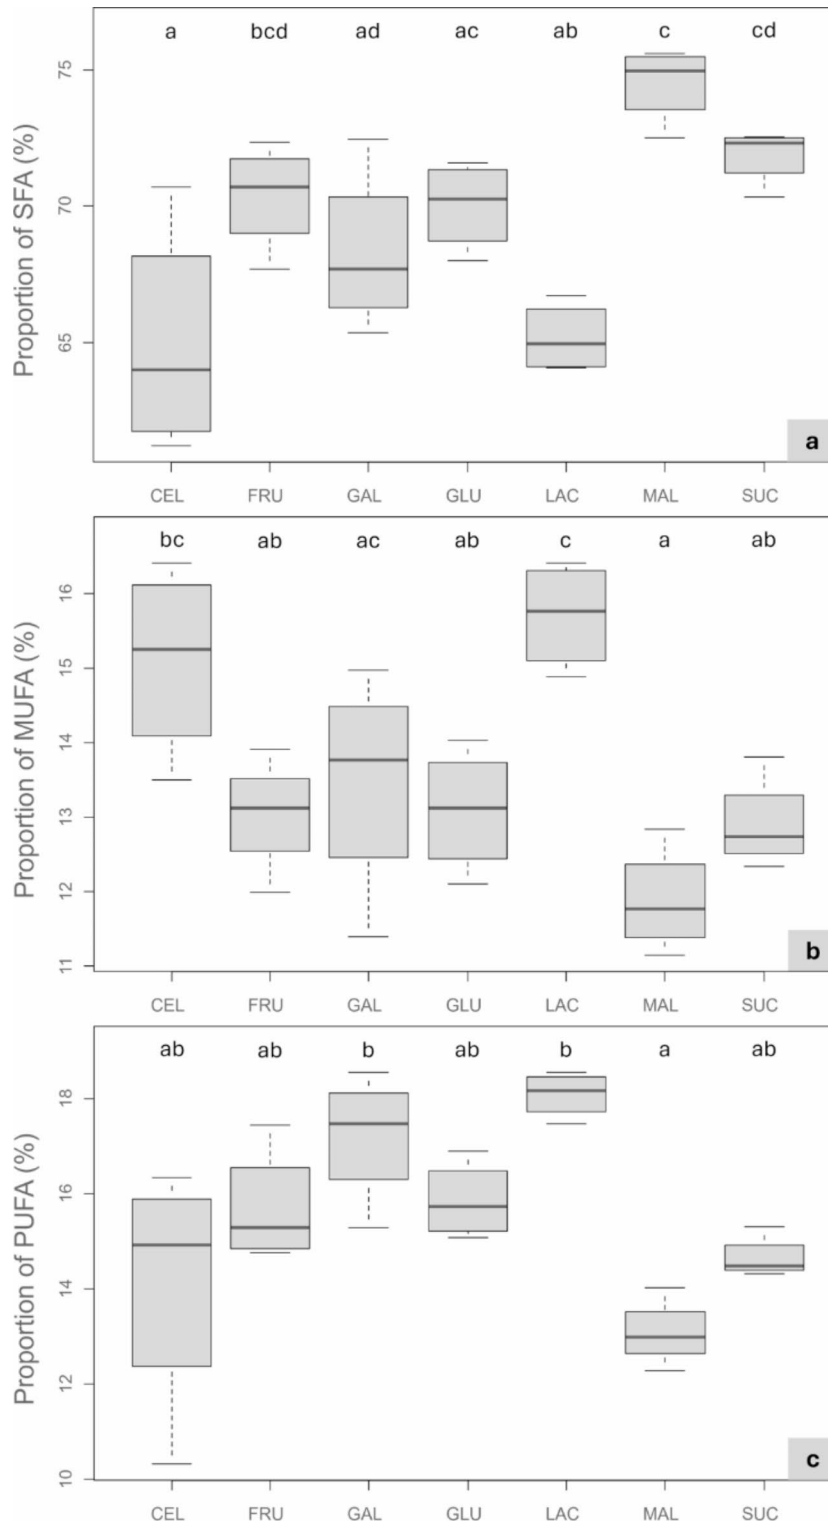 a bcd ad ac ab c cd
Proportion of SFA (%)
75
70
65
a
CEL FRU GAL GLU LAC MAL SUC
bc ab ac ab c a ab
Proportion of MUFA (%)
16
15
14
13
12
11
b
CEL FRU GAL GLU LAC MAL SUC
ab ab b ab b a ab
Proportion of PUFA (%)
18
16
14
12
10
c
CEL FRU GAL GLU LAC MAL SUC